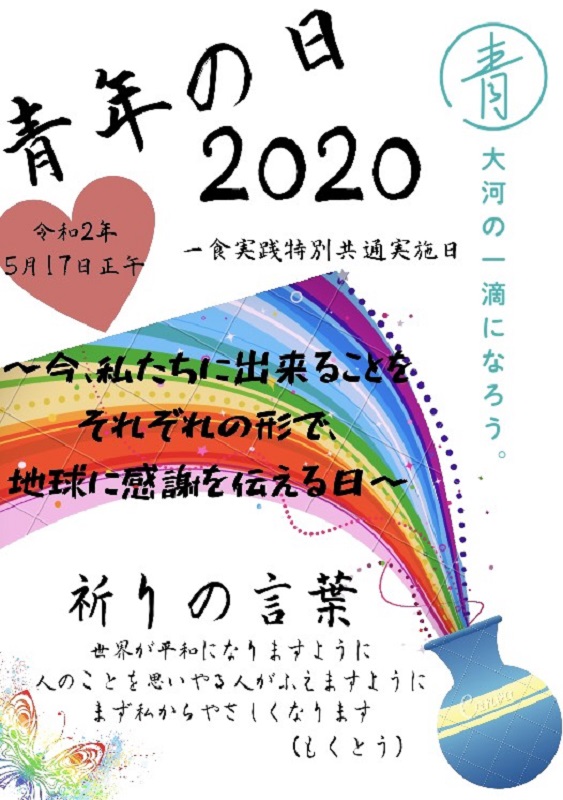 青年の日
2020
青
大河の一滴になろう。
令和2年
5月17日正午
一食実践特別共通実施日
～今、私たちに出来ることを
それぞれの形で、
地球に感謝を伝える日～
祈りの言葉
世界が平和になりますように
人のことを思いやる人がふえますように
まず私からやさしくなります
(もくとう)
Canva